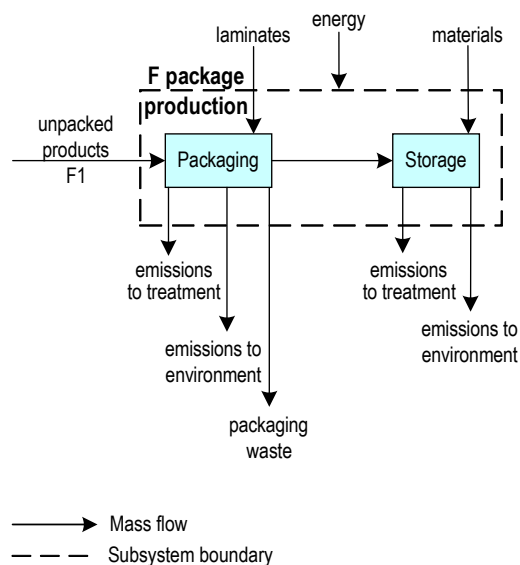 laminates
energy
materials
F package
production
unpacked
products
F1
Packaging
Storage
emissions
to treatment
emissions to
environment
packaging
waste
emissions
to treatment
emissions to
environment
Mass flow
Subsystem boundary